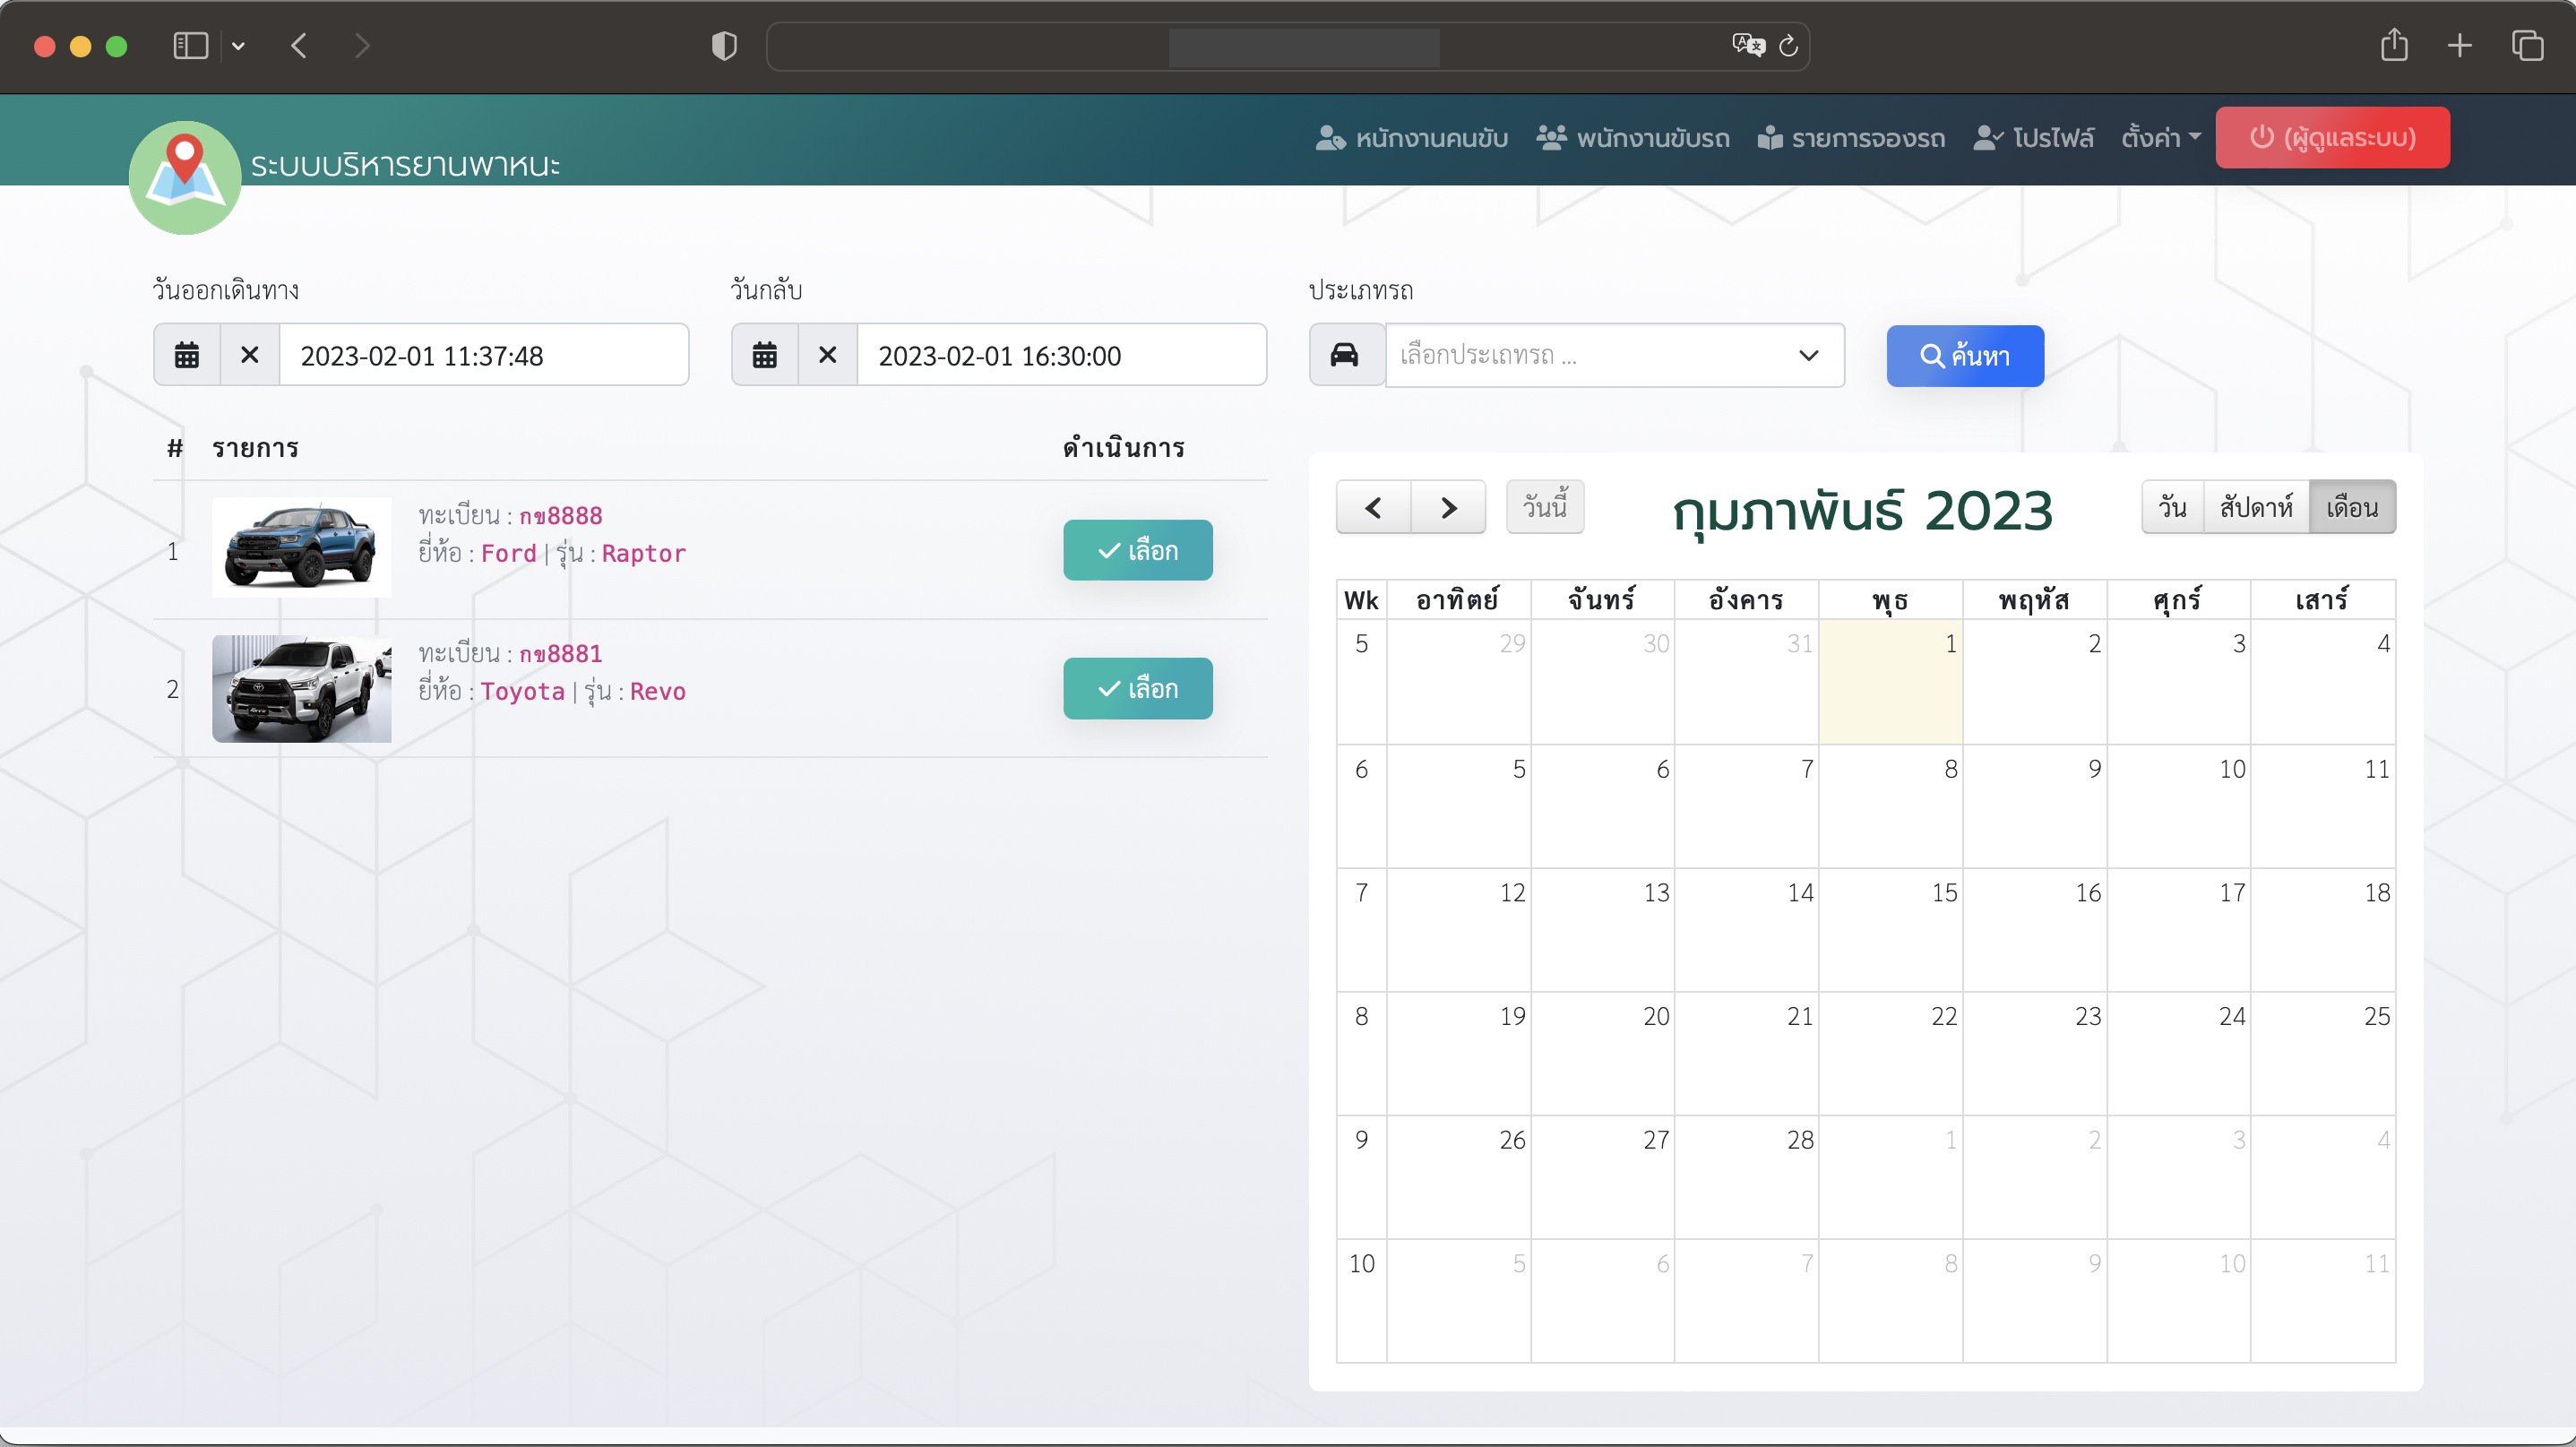 ระบบบริหารยานพาหนะ
หนักงานคนขับ
พนักงานขับรถ
รายการจองรถ
โปรไฟล์
ตั้งค่า
(ผู้ดูแลระบบ)
วันออกเดินทาง
วันกลับ
ประเภทรถ
2023-02-01 11:37:48
2023-02-01 16:30:00
เลือกประเภทรถ ...
ค้นหา
# รายการ ดำเนินการ
1
ทะเบียน : กข8888
ยี่ห้อ : Ford | รุ่น : Raptor
เลือก
2
ทะเบียน : กข8881
ยี่ห้อ : Toyota | รุ่น : Revo
เลือก
วันนี้
กุมภาพันธ์ 2023
วัน สัปดาห์ เดือน
Wk อาทิตย์ จันทร์ อังคาร พุธ พฤหัส ศุกร์ เสาร์
5 29 30 31 1 2 3 4
6 5 6 7 8 9 10 11
7 12 13 14 15 16 17 18
8 19 20 21 22 23 24 25
9 26 27 28 1 2 3 4
10 5 6 7 8 9 10 11